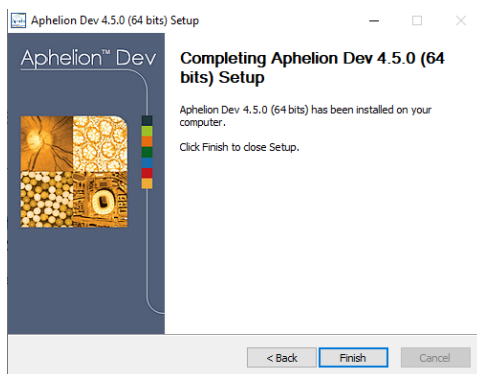 Aphelion Dev 4.5.0 (64 bits) Setup
Aphelion™ Dev
Completing Aphelion Dev 4.5.0 (64
bits) Setup
Aphelion Dev 4.5.0 (64 bits) has been installed on your
computer.
Click Finish to close Setup.
< Back
Finish
Cancel